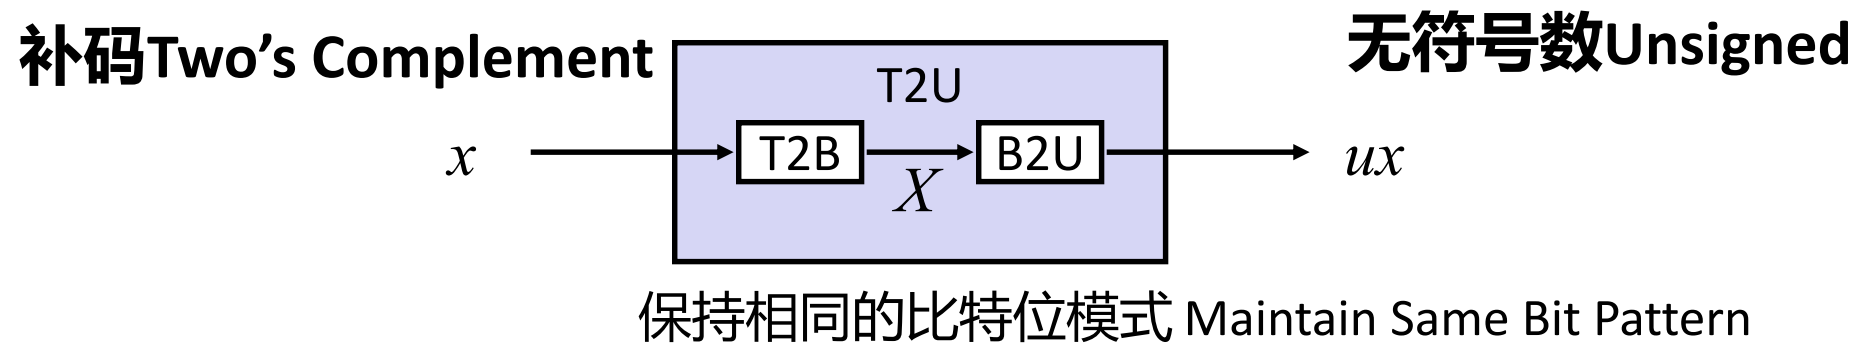 补码Two’s Complement
无符号数Unsigned
T2U
x
T2B
X
B2U
ux
保持相同的比特位模式 Maintain Same Bit Pattern